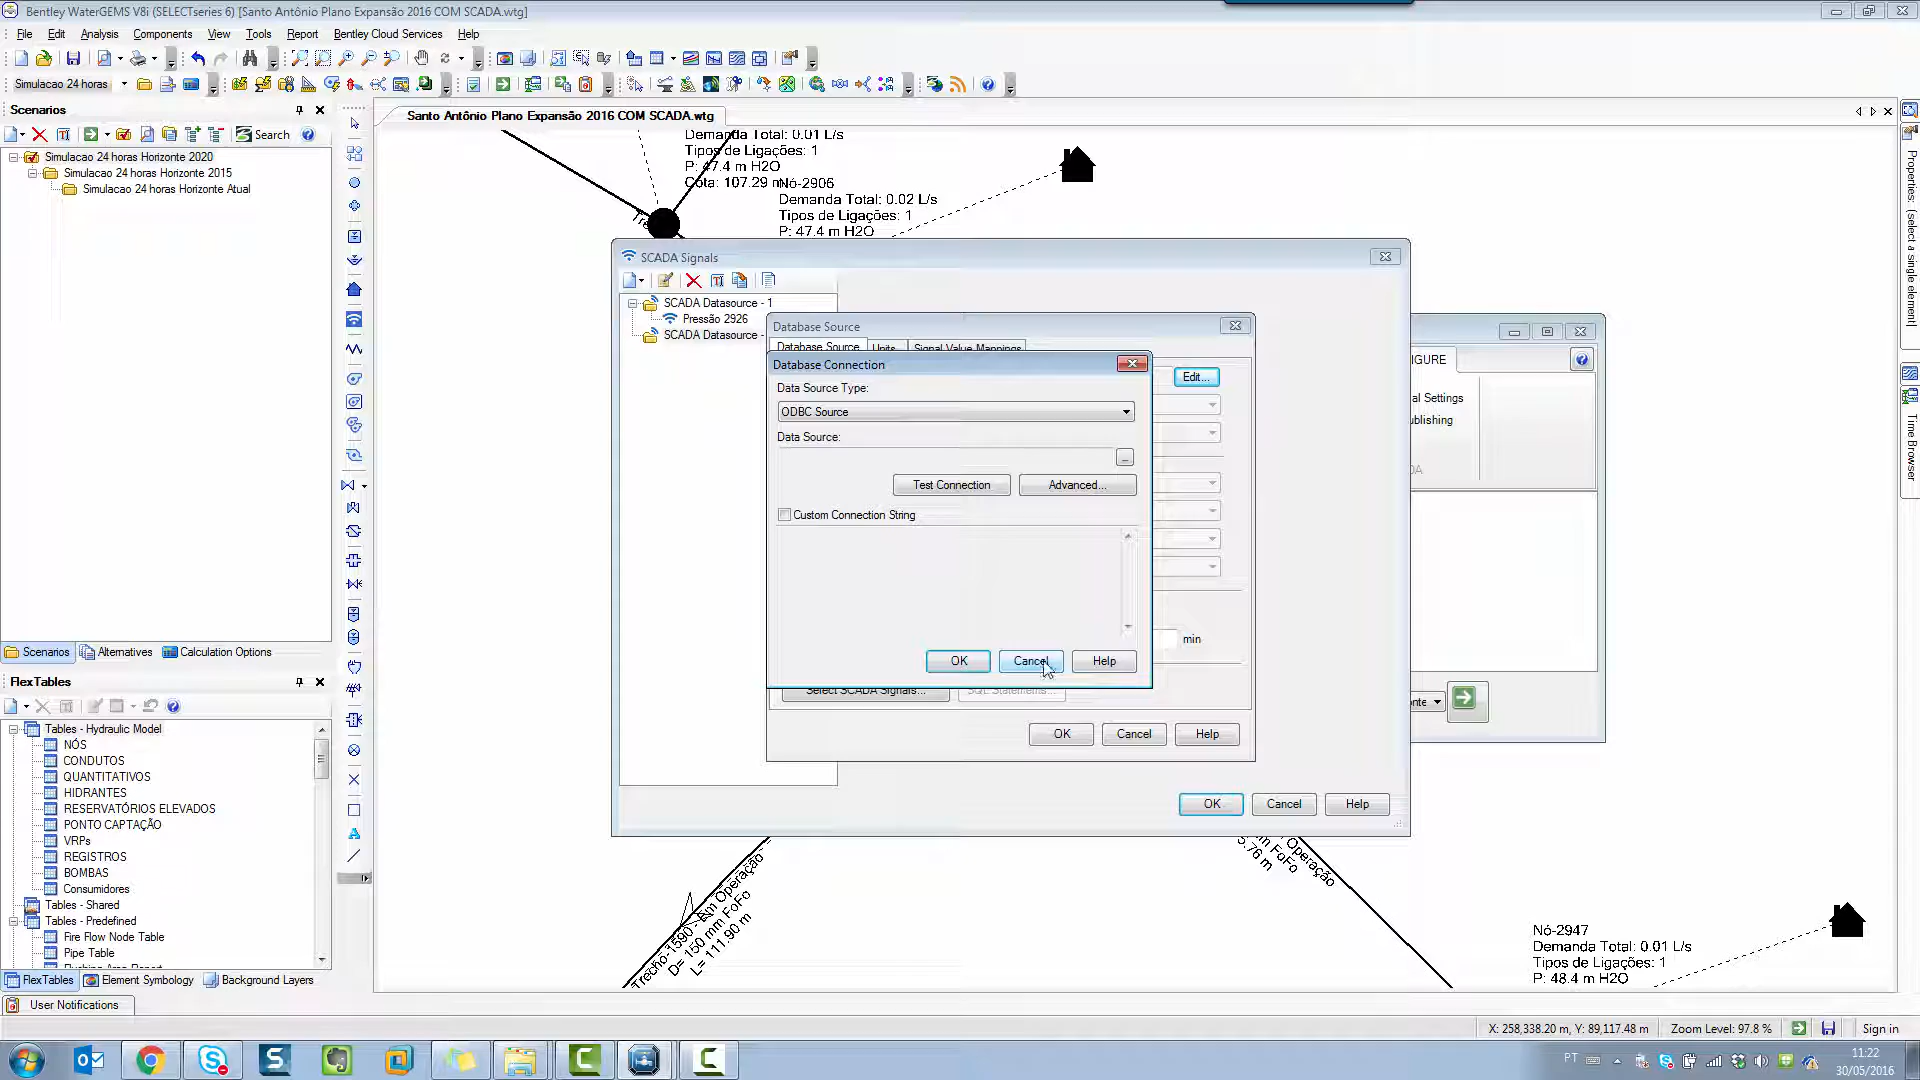 Bentley WaterGEMS V8i (SELECTseries 6) [Santo Antônio Plano Expansão 2016 COM SCADA.wtg]
File Edit Analysis Components View Tools Report Bentley Cloud Services Help
Simulacao 24 horas
Scenarios
Search
Simulacao 24 horas Horizonte 2020
Simulacao 24 horas Horizonte 2015
Simulacao 24 horas Horizonte Atual
Scenarios Alternatives Calculation Options
FlexTables
Tables - Hydraulic Model
NÓS
CONDUTOS
QUANTITATIVOS
HIDRANTES
RESERVATÓRIOS ELEVADOS
PONTO CAPTAÇÃO
VRPs
REGISTROS
BOMBAS
Consumidores
Tables - Shared
Tables - Predefined
Fire Flow Node Table
Pipe Table
FlexTables Element Symbology Background Layers
User Notifications
Santo Antônio Plano Expansão 2016 COM SCADA.wtg
Demanda Total: 0.01 L/s
Tipos de Ligações: 1
P: 47.4 m H2O
Cota: 107.29 m
Nó-2906
Demanda Total: 0.02 L/s
Tipos de Ligações: 1
P: 47.4 m H2O
SCADA Signals
SCADA Datasource - 1
Pressão 2926
SCADA Datasource -
Database Source
Database Source Units Signal Value Mappings
Edit...
Database Connection
Data Source Type:
ODBC Source
Data Source:
...
Test Connection Advanced...
Custom Connection String
OK Cancel Help
min
Select SCADA Signals... SQL Statements...
OK Cancel Help
OK Cancel Help
IGURE
al Settings
ublishing
DA
nte
Trecho-1590 - Em Operação
D= 150 mm FoFo
L= 111.90 m
Operação
m FoFo
5.76 m
Nó-2947
Demanda Total: 0.01 L/s
Tipos de Ligações: 1
P: 48.4 m H2O
Properties: (select a single element)
Time Browser
X: 258,338.20 m, Y: 89,117.48 m Zoom Level: 97.8 % Sign in
PT
11:22
30/05/2016